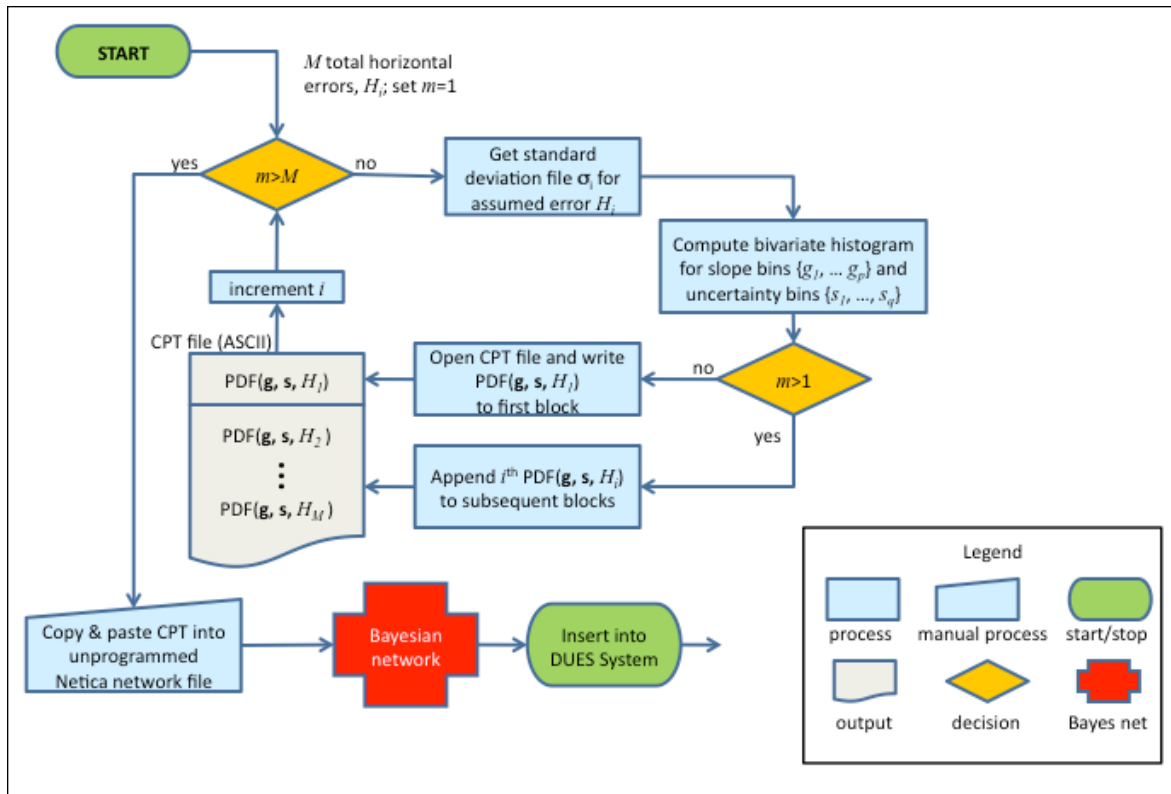 START
M total horizontal
errors, Hi; set m=1
yes
m>M
no
Get standard
deviation file σi for
assumed error Hi
Compute bivariate histogram
for slope bins {g1, … gp} and
uncertainty bins {s1, …, sq}
increment i
CPT file (ASCII)
PDF(g, s, H1)
PDF(g, s, H2)
⋮
PDF(g, s, HM)
Open CPT file and write
PDF(g, s, H1)
to first block
no
m>1
yes
Append ith PDF(g, s, Hi)
to subsequent blocks
Copy & paste CPT into
unprogrammed
Netica network file
Bayesian
network
Insert into
DUES System
Legend
process
manual process
start/stop
output
decision
Bayes net